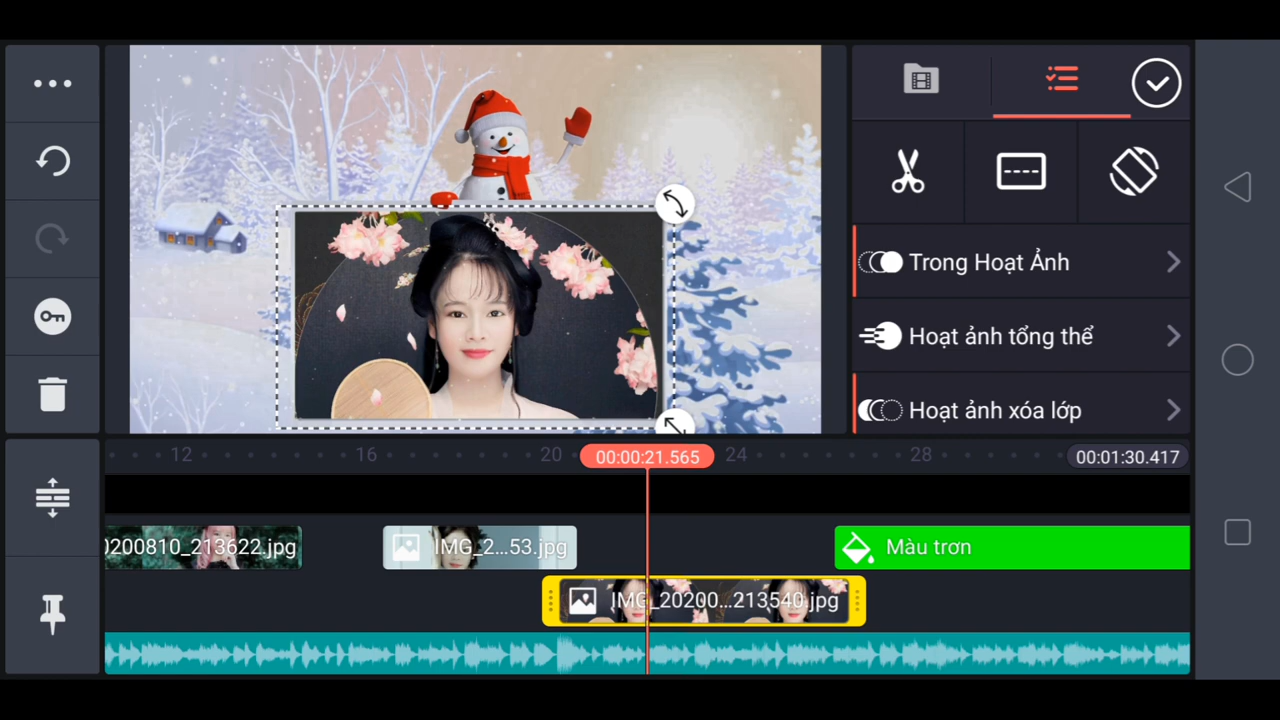 Trong Hoạt Ảnh
Hoạt ảnh tổng thể
Hoạt ảnh xóa lớp
12 16 20 00:00:21.565 24 28 00:01:30.417
0200810_213622.jpg IMG_2...53.jpg Màu trơn
IMG_20200...213540.jpg